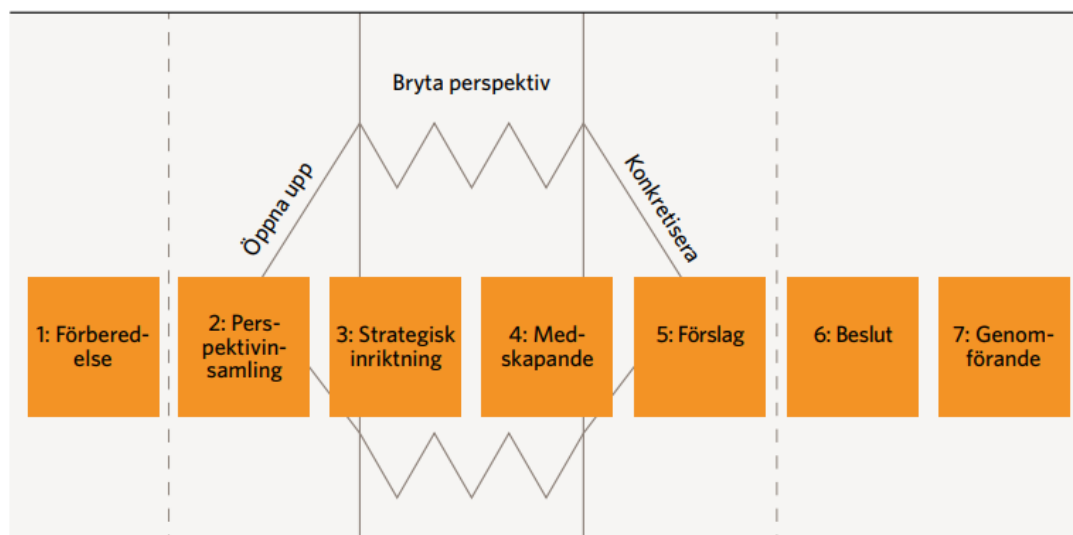 Bryta perspektiv
Öppna upp
Konkretisera
1: Förbered-
else
2: Pers-
pektivin-
samling
3: Strategisk
inriktning
4: Med-
skapande
5: Förslag
6: Beslut
7: Genom-
förande